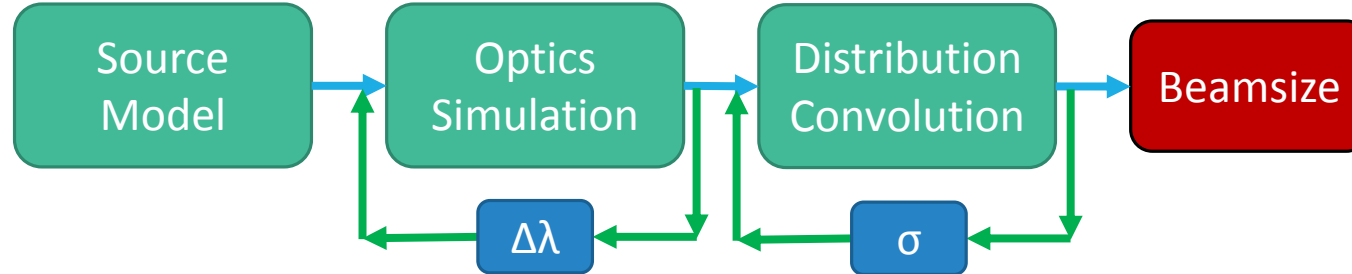 Source
Model
Optics
Simulation
Distribution
Convolution
Beamsize
Δλ
σ